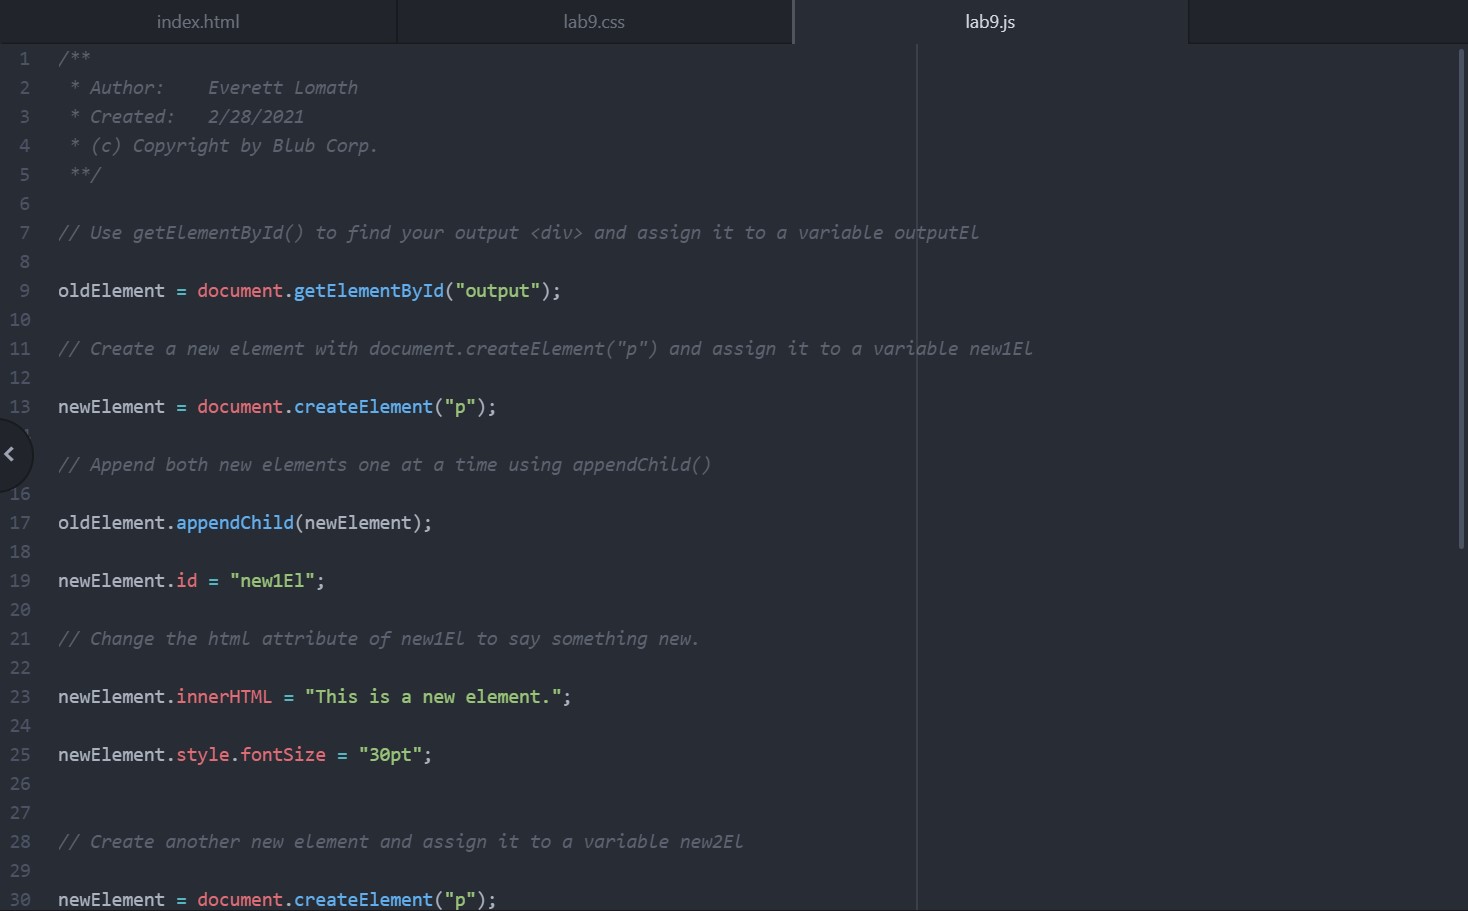 index.html lab9.css lab9.js
1 /**
2  * Author:    Everett Lomath
3  * Created:   2/28/2021
4  * (c) Copyright by Blub Corp.
5  **/
6
7 // Use getElementById() to find your output <div> and assign it to a variable outputEl
8
9 oldElement = document.getElementById("output");
10
11 // Create a new element with document.createElement("p") and assign it to a variable new1El
12
13 newElement = document.createElement("p");
// Append both new elements one at a time using appendChild()
16
17 oldElement.appendChild(newElement);
18
19 newElement.id = "new1El";
20
21 // Change the html attribute of new1El to say something new.
22
23 newElement.innerHTML = "This is a new element.";
24
25 newElement.style.fontSize = "30pt";
26
27
28 // Create another new element and assign it to a variable new2El
29
30 newElement = document.createElement("p");